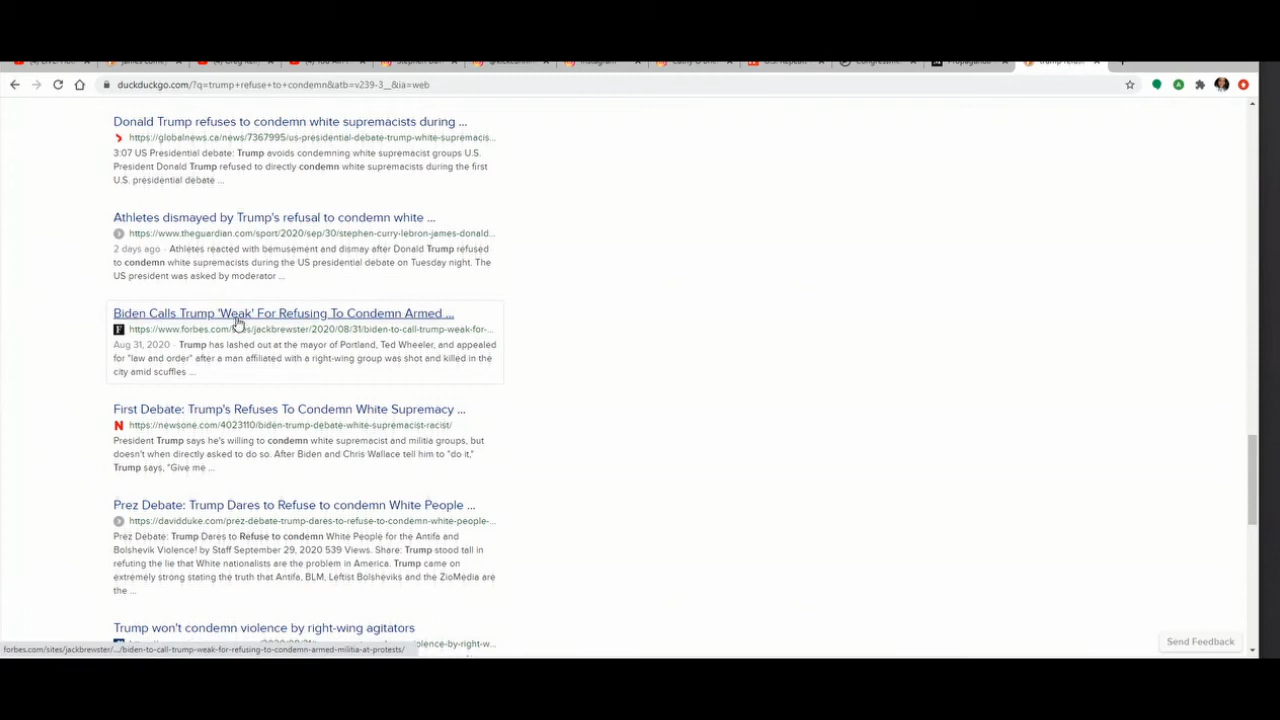 Instagram
duckduckgo.com/?q=trump+refuse+to+condemn&atb=v239-3__&ia=web
Donald Trump refuses to condemn white supremacists during ...
https://globalnews.ca/news/7367995/us-presidential-debate-trump-white-supremacis...
3:07 US Presidential debate: Trump avoids condemning white supremacist groups U.S.
President Donald Trump refused to directly condemn white supremacists during the first
U.S. presidential debate ...
Athletes dismayed by Trump's refusal to condemn white ...
https://www.theguardian.com/sport/2020/sep/30/stephen-curry-lebron-james-donald...
2 days ago · Athletes reacted with bemusement and dismay after Donald Trump refused
to condemn white supremacists during the US presidential debate on Tuesday night. The
US president was asked by moderator ...
Biden Calls Trump 'Weak' For Refusing To Condemn Armed ...
https://www.forbes.com/ es/jackbrewster/2020/08/31/biden-to-call-trump-weak-for-...
Aug 31, 2020 · Trump has lashed out at the mayor of Portland, Ted Wheeler, and appealed
for "law and order" after a man affiliated with a right-wing group was shot and killed in the
city amid scuffles ...
First Debate: Trump's Refuses To Condemn White Supremacy ...
N https://newsone.com/4023110/biden-trump-debate-white-supremacist-racist/
President Trump says he's willing to condemn white supremacist and militia groups, but
doesn't when directly asked to do so. After Biden and Chris Wallace tell him to "do it,"
Trump says, "Give me ...
Prez Debate: Trump Dares to Refuse to condemn White People ...
https://davidduke.com/prez-debate-trump-dares-to-refuse-to-condemn-white-people-...
Prez Debate: Trump Dares to Refuse to condemn White People for the Antifa and
Bolshevik Violence! by Staff September 29, 2020 539 Views. Share: Trump stood tall in
refuting the lie that White nationalists are the problem in America. Trump came on
extremely strong stating the truth that Antifa, BLM, Leftist Bolsheviks and the ZioMedia are
the ...
Trump won't condemn violence by right-wing agitators
olence-by-right-w...
Send Feedback
forbes.com/sites/jackbrewster/.../biden-to-call-trump-weak-for-refusing-to-condemn-armed-militia-at-protests/